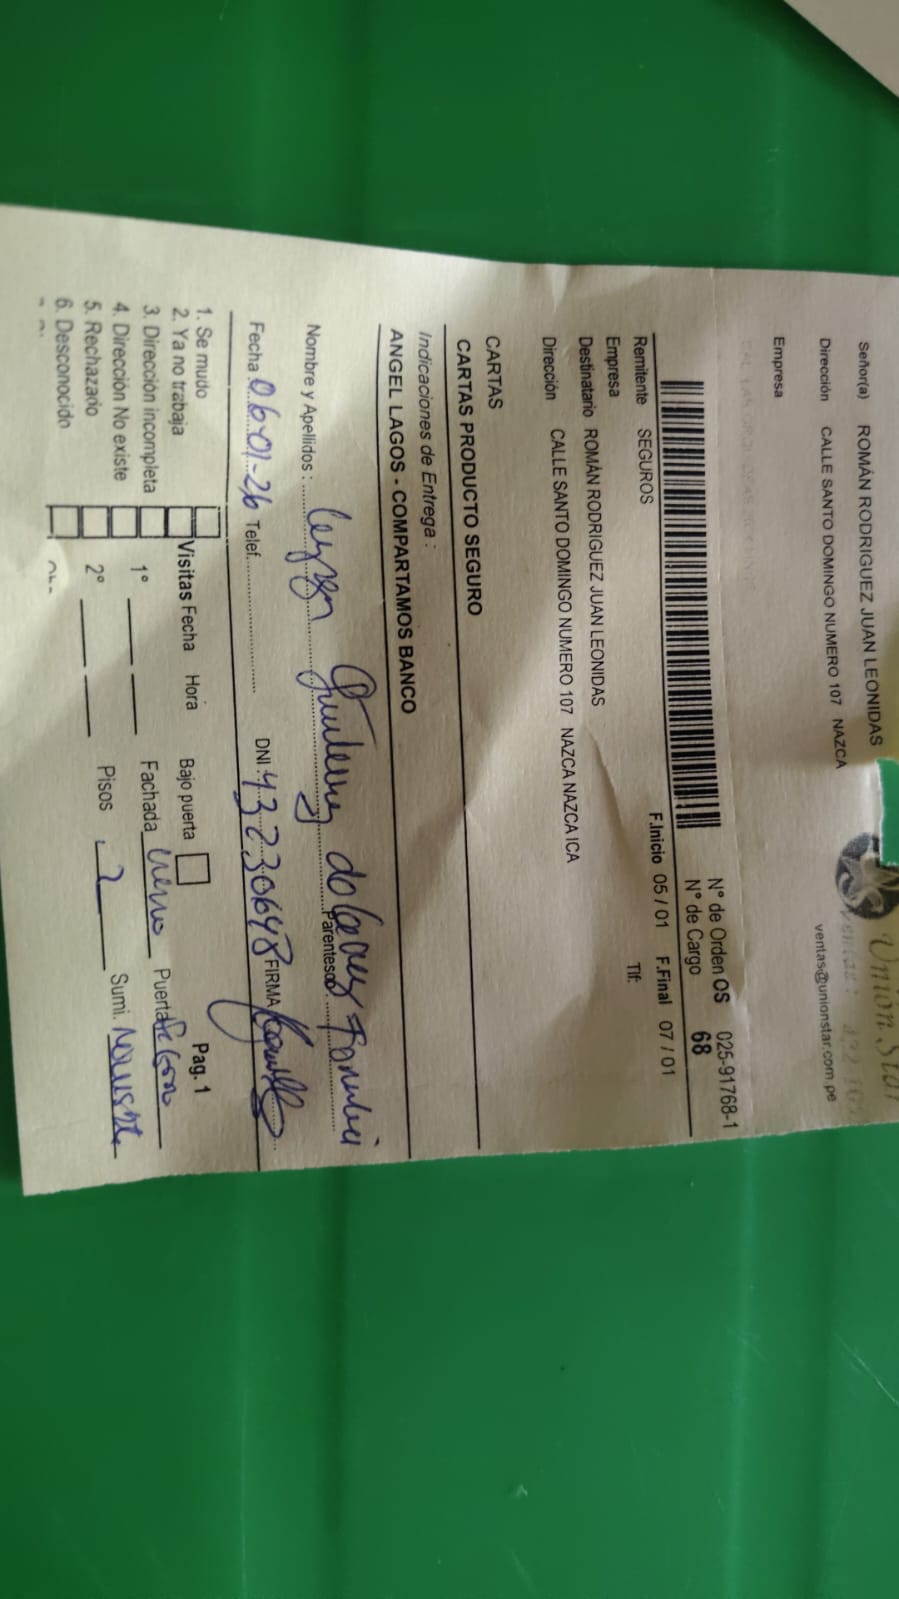 Union Star
Señor(a) ROMÁN RODRIGUEZ JUAN LEONIDAS
Dirección CALLE SANTO DOMINGO NUMERO 107 NAZCA
ventas@unionstar.com.pe
Empresa
N° de Orden OS 025-91768-1
N° de Cargo 68
F.Inicio 05 / 01 F.Final 07 / 01
Remitente SEGUROS
Tlf:
Empresa
Destinatario ROMÁN RODRIGUEZ JUAN LEONIDAS
Dirección CALLE SANTO DOMINGO NUMERO 107 NAZCA NAZCA ICA
CARTAS
CARTAS PRODUCTO SEGURO
Indicaciones de Entrega :
ANGEL LAGOS - COMPARTAMOS BANCO
Nombre y Apellidos :
Parentesco
Fecha 06-01-26 Telef. DNI: 43230648 FIRMA
1. Se mudo
2. Ya no trabaja
3. Dirección incompleta
4. Dirección No existe
5. Rechazado
6. Desconocido
Visitas Fecha Hora
1°
2°
Bajo puerta
Pag. 1
Fachada Puerta
Pisos 2 Sumi.